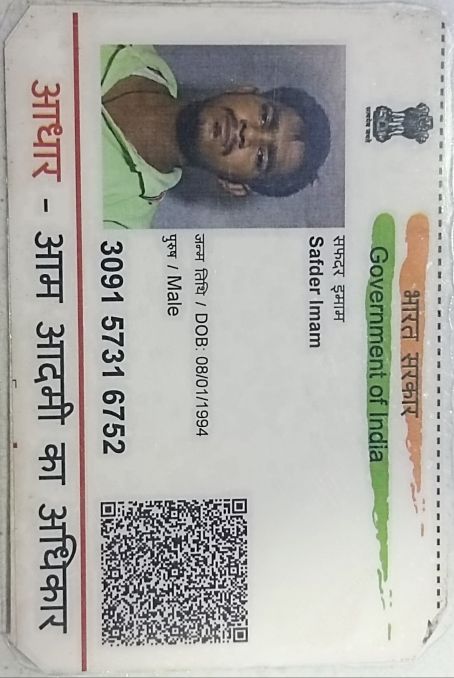 भारत सरकार
Government of India
सफदर इमाम
Safder Imam
जन्म तिथि / DOB: 08/01/1994
पुरुष / Male
3091 5731 6752
आधार - आम आदमी का अधिकार